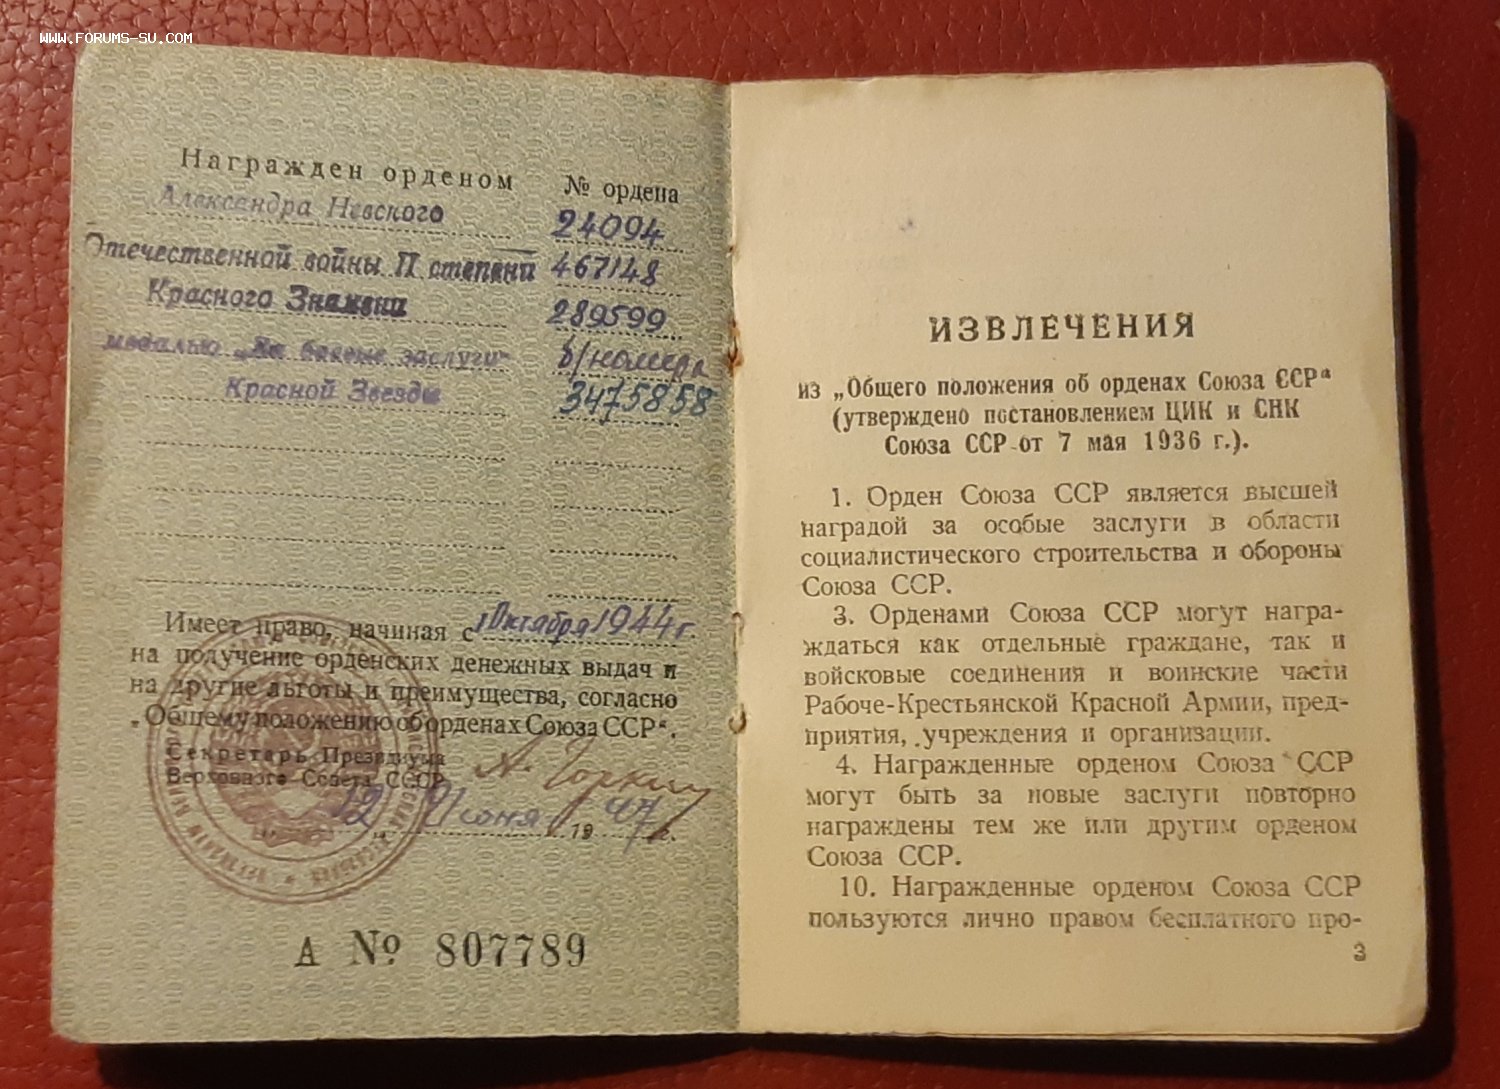 WWW.FORUMS-SU.COM
Награжден орденом № ордена
Александра Невского 24094
Отечественной войны II степени 467148
Красного Знамени 289599
медалью „За боевые заслуги" б/номера
Красной Звезды 3475858
Имеет право, начиная с 1 Октября 1944 г.
на получение орденских денежных выдач и
на другие льготы и преимущества, согласно
„Общему положению об орденах Союза ССР".
Секретарь Президиума
Верховного Совета СССР А. Горкин
12 Июня 1947 г.
А № 807789
ИЗВЛЕЧЕНИЯ
из „Общего положения об орденах Союза ССР"
(утверждено постановлением ЦИК и СНК
Союза ССР от 7 мая 1936 г.).
1. Орден Союза ССР является высшей
наградой за особые заслуги в области
социалистического строительства и обороны
Союза ССР.
3. Орденами Союза ССР могут награ-
ждаться как отдельные граждане, так и
войсковые соединения и воинские части
Рабоче-Крестьянской Красной Армии, пред-
приятия, учреждения и организации.
4. Награжденные орденом Союза ССР
могут быть за новые заслуги повторно
награждены тем же или другим орденом
Союза ССР.
10. Награжденные орденом Союза ССР
пользуются лично правом бесплатного про-
3